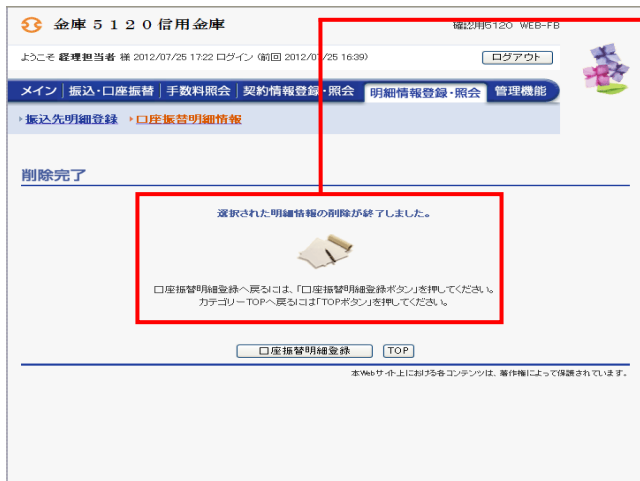 金庫5120信用金庫
確認用5120 WEB-FB
ようこそ 経理担当者 様 2012/07/25 17:22 ログイン (前回 2012/07/25 16:39)
ログアウト
メイン 振込・口座振替 手数料照会 契約情報登録・照会 明細情報登録・照会 管理機能
振込先明細登録 口座振替明細情報
削除完了
選択された明細情報の削除が終了しました。
口座振替明細登録へ戻るには、「口座振替明細登録ボタン」を押してください。
カテゴリーTOPへ戻るには「TOPボタン」を押してください。
口座振替明細登録 TOP
本Webサイト上における各コンテンツは、著作権によって保護されています。